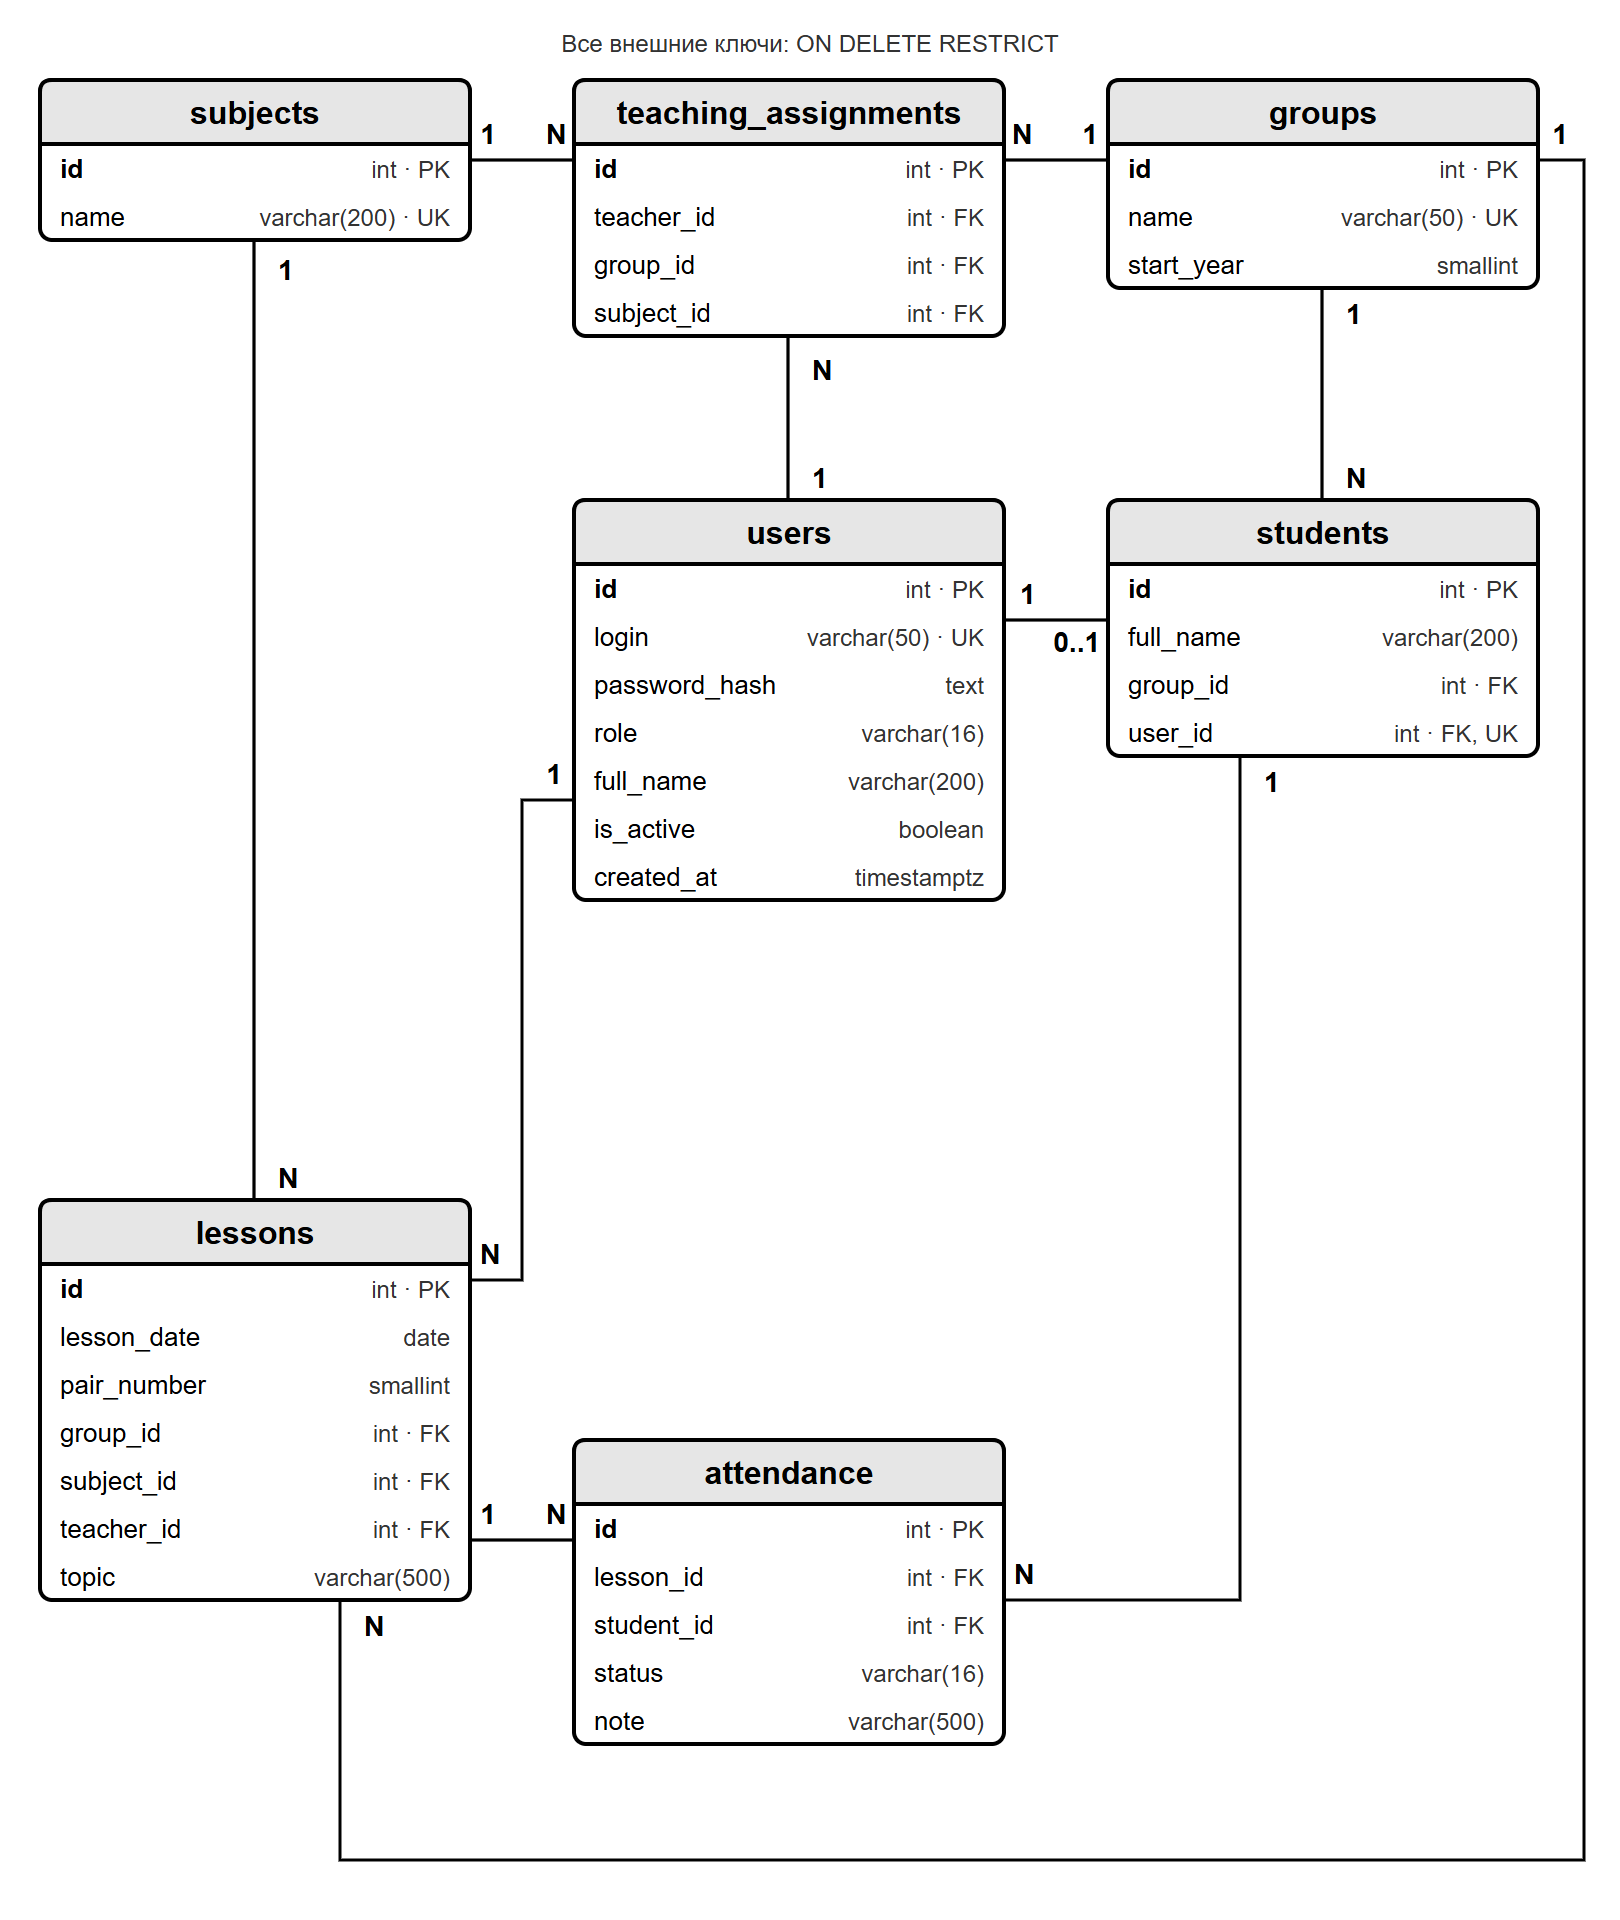 Все внешние ключи: ON DELETE RESTRICT
subjects
id int · PK
name varchar(200) · UK
1
N
teaching_assignments
id int · PK
teacher_id int · FK
group_id int · FK
subject_id int · FK
N
1
groups
id int · PK
name varchar(50) · UK
start_year smallint
1
1
N
1
1
N
users
id int · PK
login varchar(50) · UK
password_hash text
role varchar(16)
full_name varchar(200)
is_active boolean
created_at timestamptz
1
0..1
students
id int · PK
full_name varchar(200)
group_id int · FK
user_id int · FK, UK
1
1
N
lessons
id int · PK
lesson_date date
pair_number smallint
group_id int · FK
subject_id int · FK
teacher_id int · FK
topic varchar(500)
N
1
N
attendance
id int · PK
lesson_id int · FK
student_id int · FK
status varchar(16)
note varchar(500)
N
N